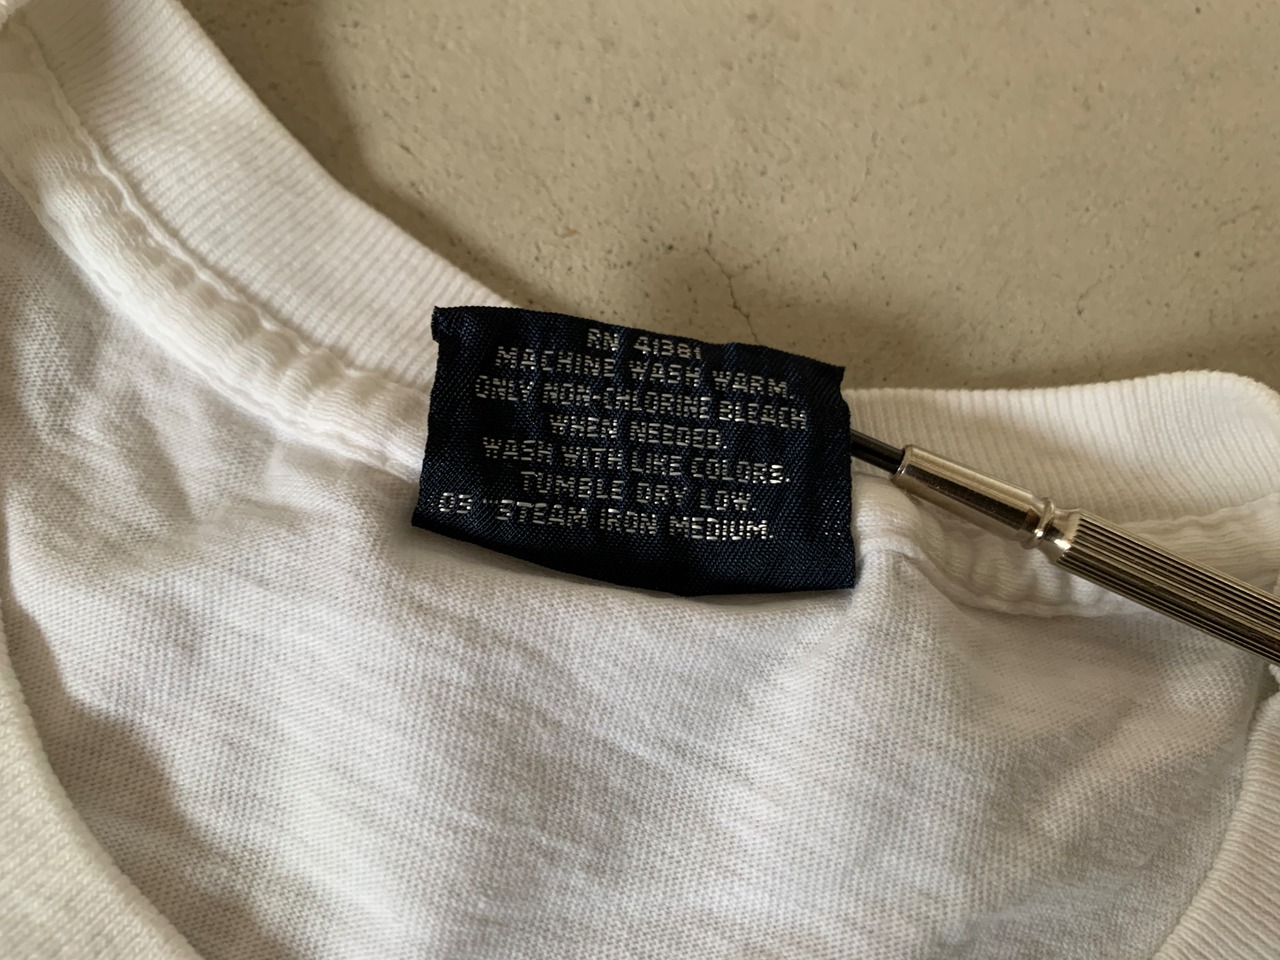 RN 41381
MACHINE WASH WARM.
ONLY NON-CHLORINE BLEACH
WHEN NEEDED.
WASH WITH LIKE COLORS.
TUMBLE DRY LOW.
STEAM IRON MEDIUM.